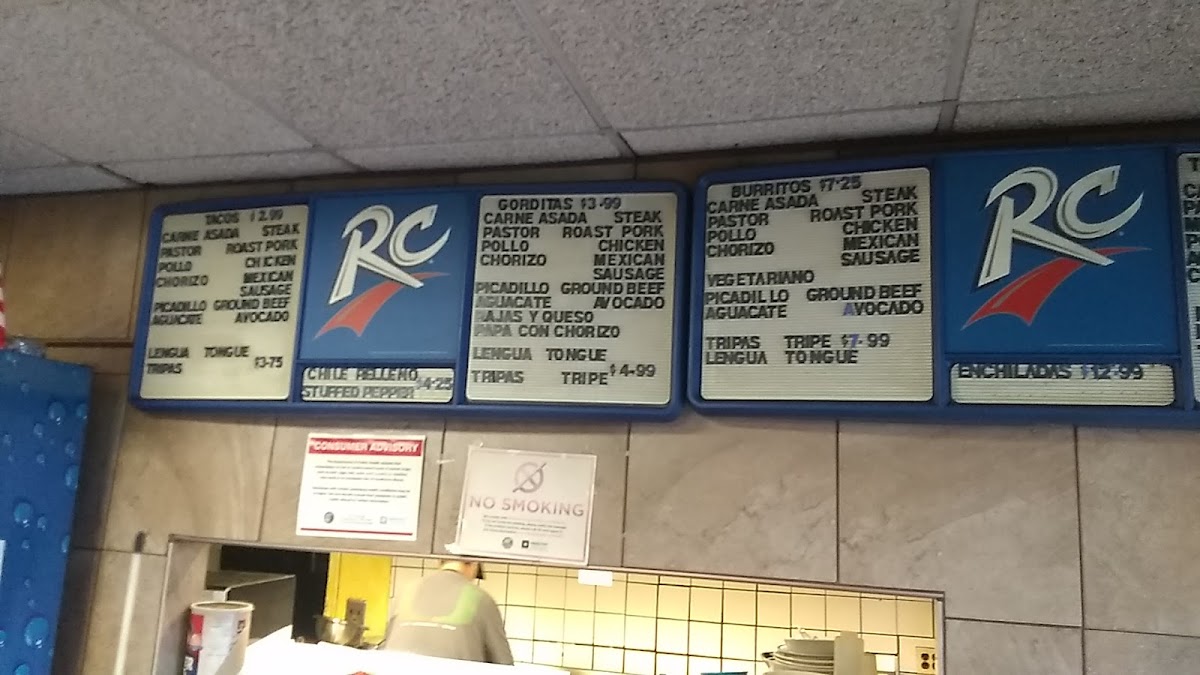 TACOS $2.99
CARNE ASADA STEAK
PASTOR ROAST PORK
POLLO CHICKEN
CHORIZO MEXICAN
SAUSAGE
PICADILLO GROUND BEEF
AGUACATE AVOCADO
LENGUA TONGUE
TRIPAS $3.75
RC
CHILE RELLENO
STUFFED PEPPER $4.25
GORDITAS $3.99
CARNE ASADA STEAK
PASTOR ROAST PORK
POLLO CHICKEN
CHORIZO MEXICAN
SAUSAGE
PICADILLO GROUND BEEF
AGUACATE AVOCADO
RAJAS Y QUESO
PAPA CON CHORIZO
LENGUA TONGUE
TRIPAS TRIPE $4.99
BURRITOS $7.25
CARNE ASADA STEAK
PASTOR ROAST PORK
POLLO CHICKEN
CHORIZO MEXICAN
SAUSAGE
VEGETARIANO
PICADILLO GROUND BEEF
AGUACATE AVOCADO
TRIPAS TRIPE $7.99
LENGUA TONGUE
RC
ENCHILADAS $12.99
CONSUMER ADVISORY
NO SMOKING